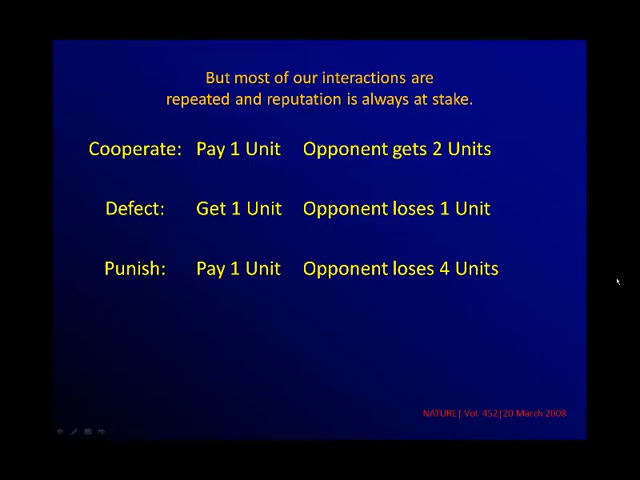 But most of our interactions are
repeated and reputation is always at stake.
Cooperate: Pay 1 Unit Opponent gets 2 Units
Defect: Get 1 Unit Opponent loses 1 Unit
Punish: Pay 1 Unit Opponent loses 4 Units
NATURE| Vol. 452|20 March 2008